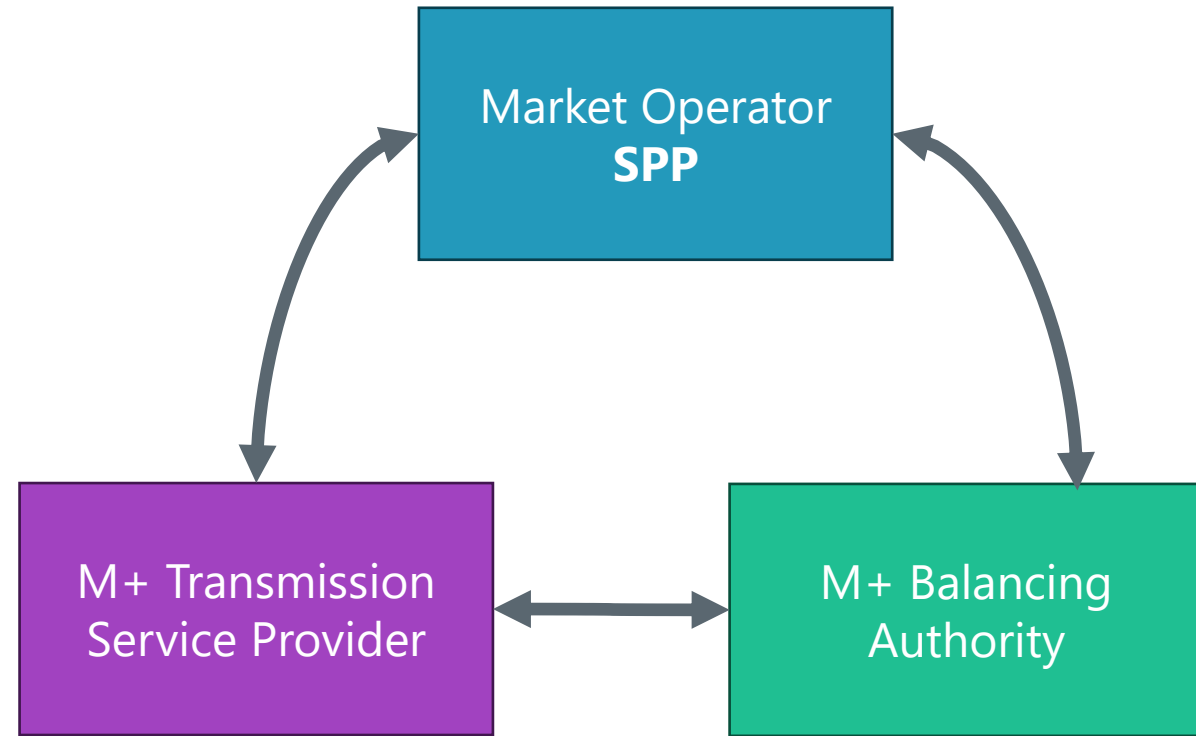 Market Operator
SPP
M+ Transmission
Service Provider
M+ Balancing
Authority